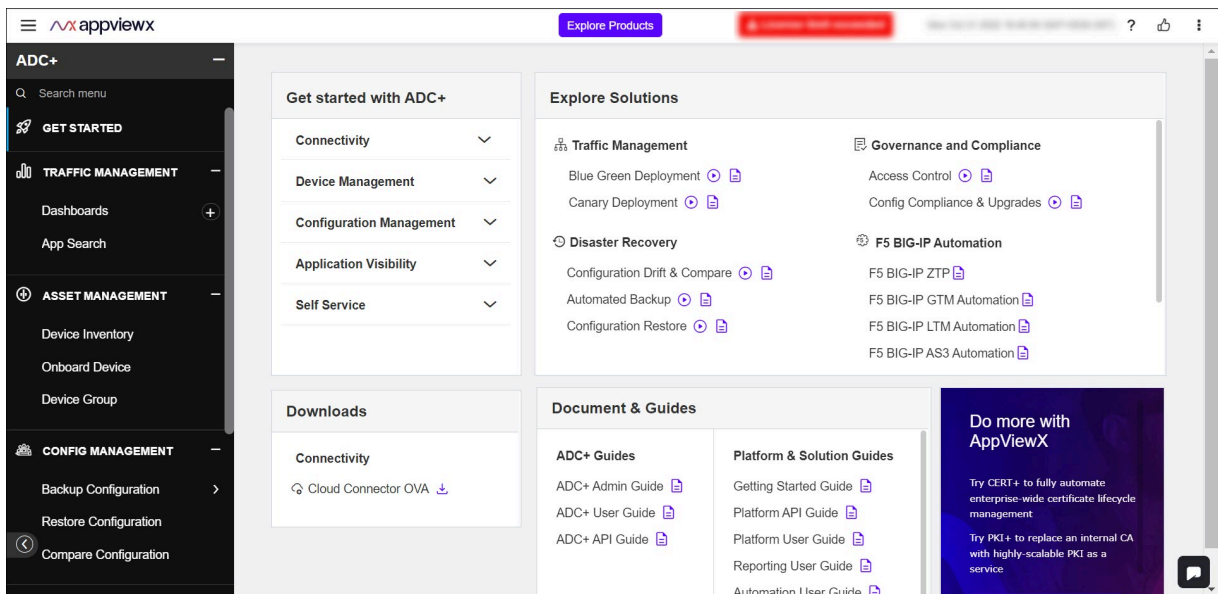 appviewx
Explore Products
?
ADC+
Search menu
GET STARTED
TRAFFIC MANAGEMENT
Dashboards
App Search
ASSET MANAGEMENT
Device Inventory
Onboard Device
Device Group
CONFIG MANAGEMENT
Backup Configuration
Restore Configuration
Compare Configuration
Get started with ADC+
Connectivity
Device Management
Configuration Management
Application Visibility
Self Service
Explore Solutions
Traffic Management
Blue Green Deployment
Canary Deployment
Disaster Recovery
Configuration Drift & Compare
Automated Backup
Configuration Restore
Governance and Compliance
Access Control
Config Compliance & Upgrades
F5 BIG-IP Automation
F5 BIG-IP ZTP
F5 BIG-IP GTM Automation
F5 BIG-IP LTM Automation
F5 BIG-IP AS3 Automation
Downloads
Connectivity
Cloud Connector OVA
Document & Guides
ADC+ Guides
ADC+ Admin Guide
ADC+ User Guide
ADC+ API Guide
Platform & Solution Guides
Getting Started Guide
Platform API Guide
Platform User Guide
Reporting User Guide
Automation User Guide
Do more with
AppViewX
Try CERT+ to fully automate
enterprise-wide certificate lifecycle
management
Try PKI+ to replace an internal CA
with highly-scalable PKI as a
service